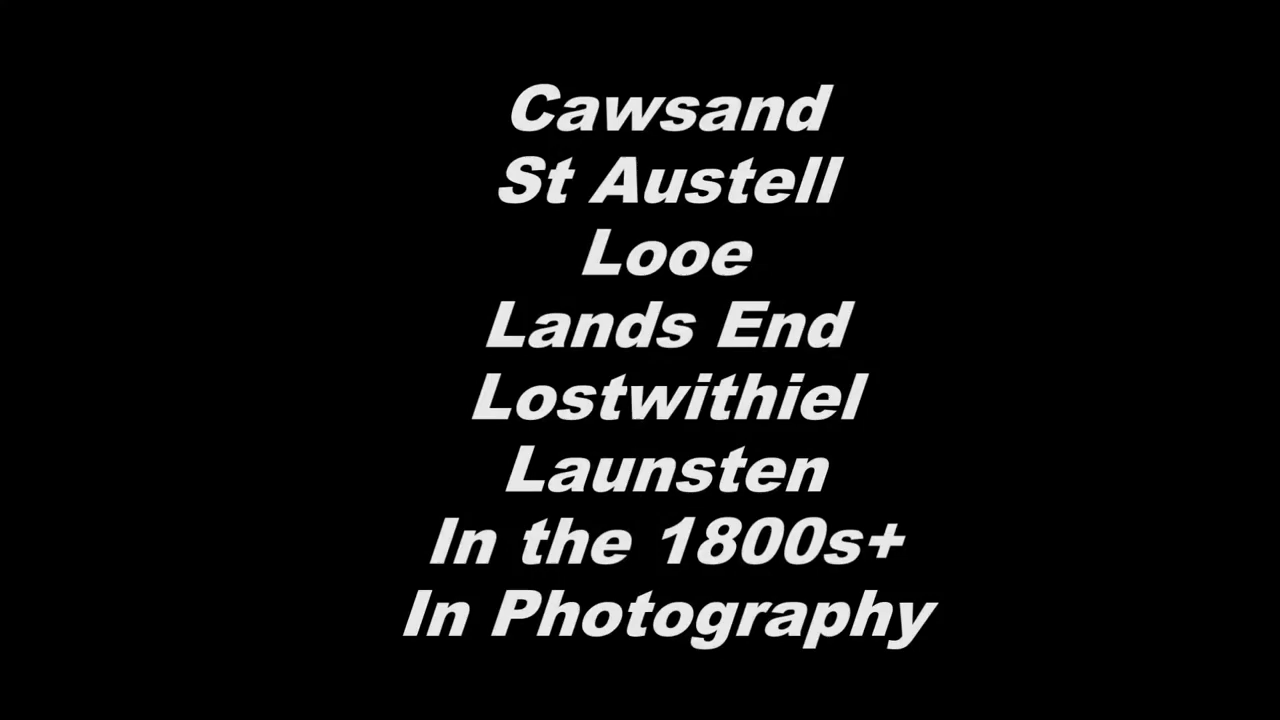 Cawsand
St Austell
Looe
Lands End
Lostwithiel
Launsten
In the 1800s+
In Photography